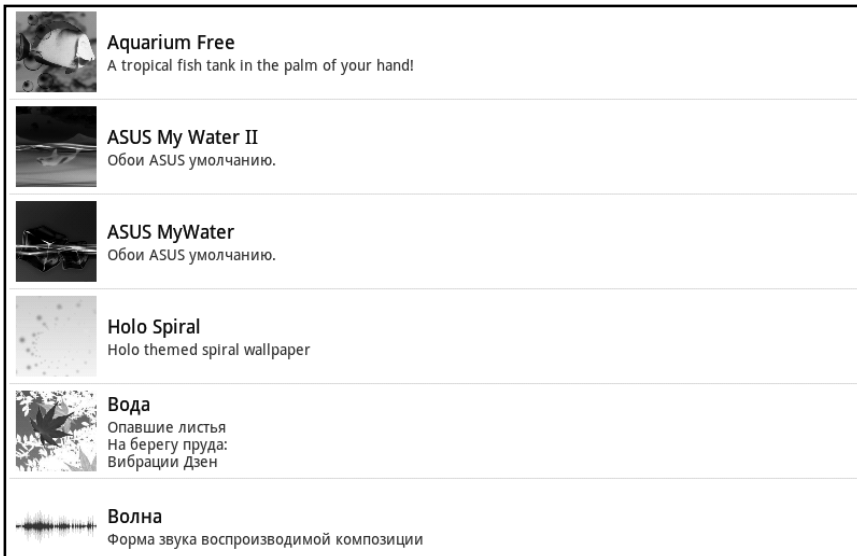 Aquarium Free
A tropical fish tank in the palm of your hand!
ASUS My Water II
Обои ASUS умолчанию.
ASUS MyWater
Обои ASUS умолчанию.
Holo Spiral
Holo themed spiral wallpaper
Вода
Опавшие листья
На берегу пруда:
Вибрации Дзен
Волна
Форма звука воспроизводимой композиции